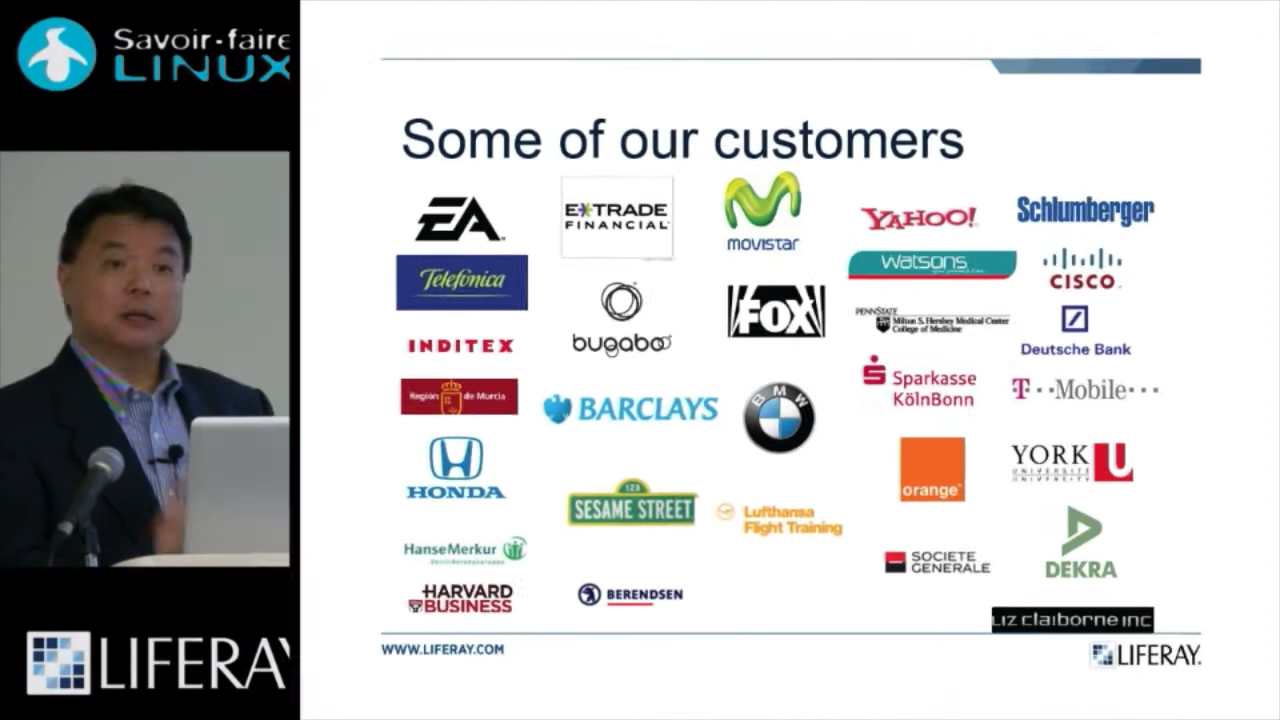 Savoir-faire
LINUX
LIFERAY
Some of our customers
EA
E*TRADE
FINANCIAL
movistar
YAHOO!
Schlumberger
Telefonica
bugaboo
FOX
Watsons
CISCO
PENNSTATE
Milton S. Hershey Medical Center
College of Medicine
Deutsche Bank
INDITEX
Región de Murcia
BARCLAYS
BMW
Sparkasse
KölnBonn
T··Mobile···
HONDA
123
SESAME STREET
Lufthansa
Flight Training
orange
YORK U
UNIVERSITÉ UNIVERSITY
HanseMerkur
HARVARD
BUSINESS
BERENDSEN
SOCIETE
GENERALE
DEKRA
LIZ claiborne INC
WWW.LIFERAY.COM
LIFERAY.